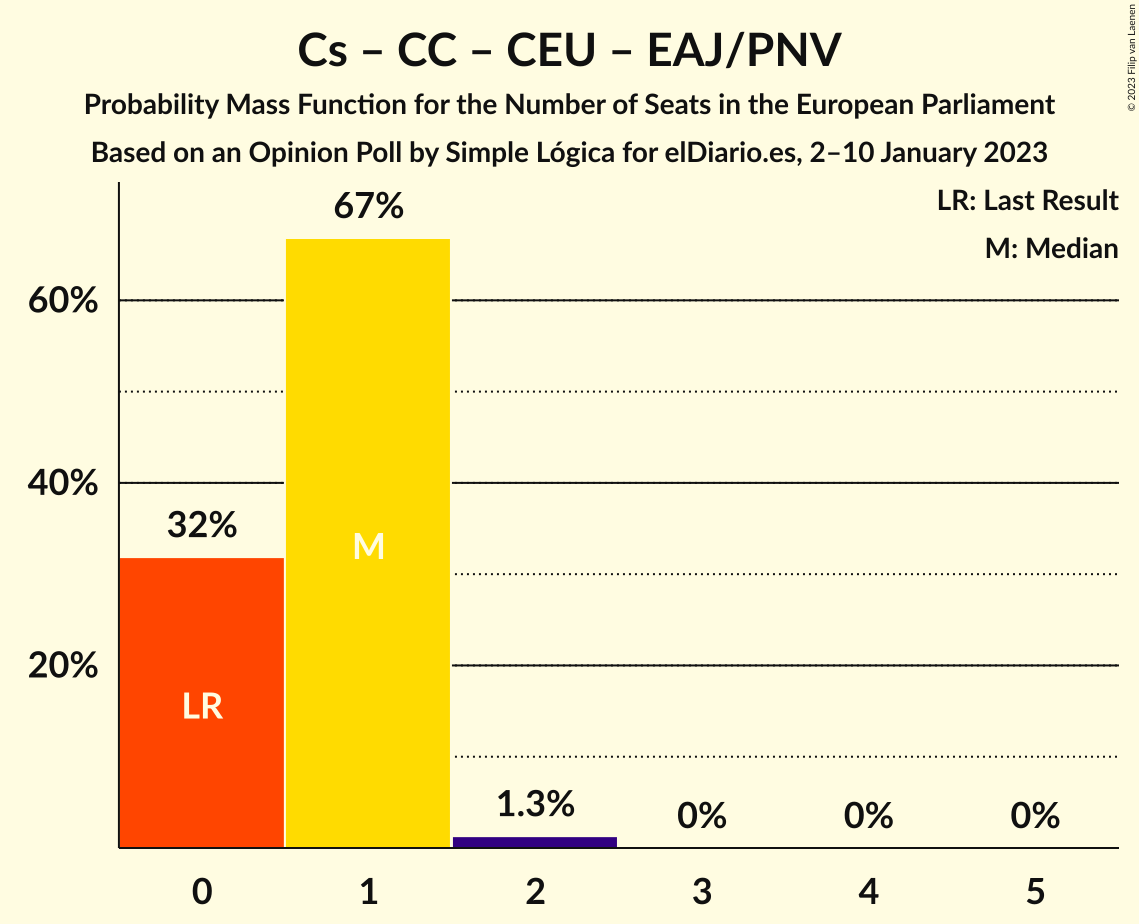 Cs – CC – CEU – EAJ/PNV
Probability Mass Function for the Number of Seats in the European Parliament
Based on an Opinion Poll by Simple Lógica for elDiario.es, 2–10 January 2023
© 2023 Filip van Laenen
LR: Last Result
M: Median
67%
60%
40%
32%
M
20%
LR
1.3%
0%
0%
0%
0
1
2
3
4
5